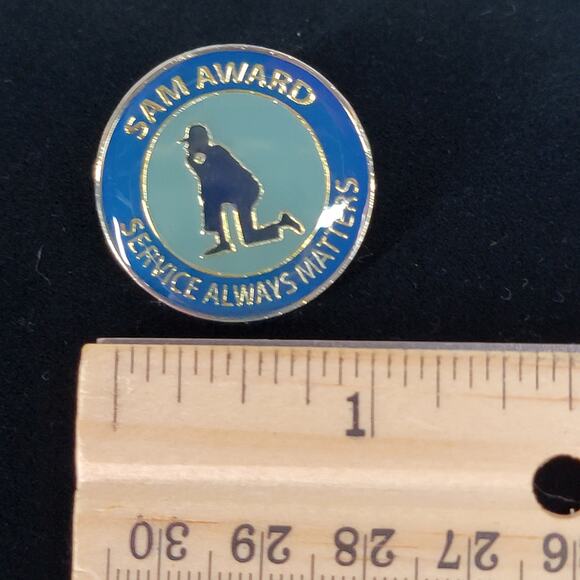 SAM AWARD
SERVICE ALWAYS MATTERS
1
30 29 28 27 26